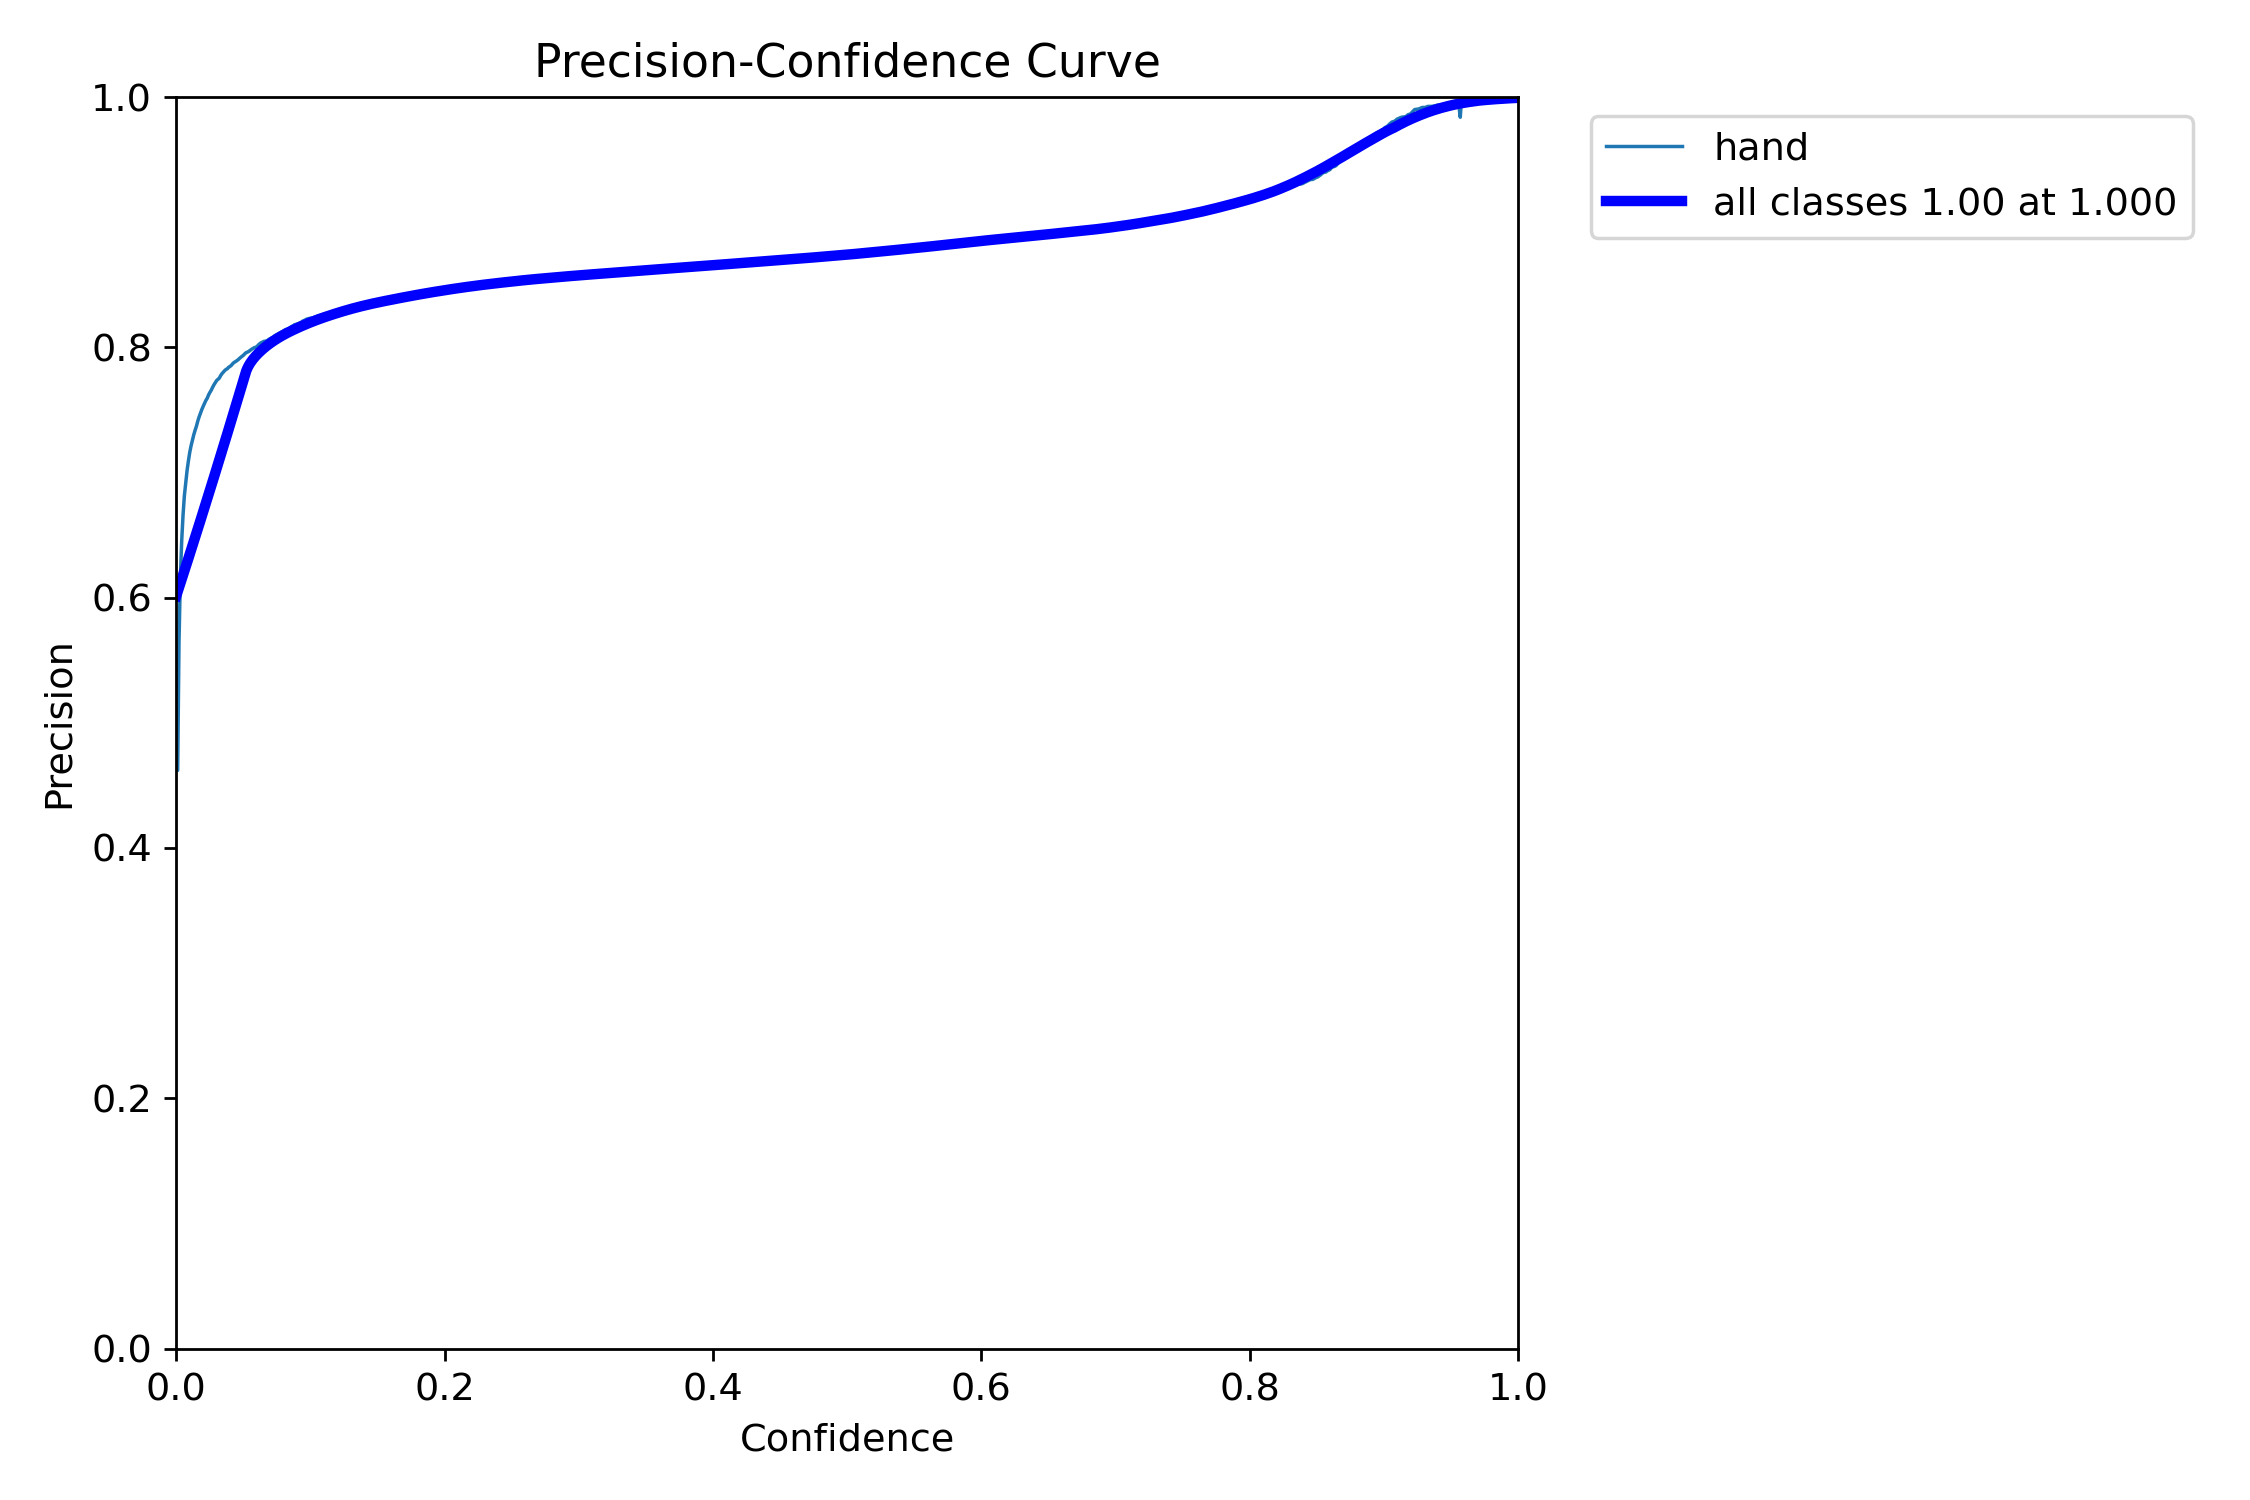 Precision-Confidence Curve
1.0
0.8
0.6
0.4
0.2
0.0
Precision
0.0 0.2 0.4 0.6 0.8 1.0
Confidence
hand
all classes 1.00 at 1.000